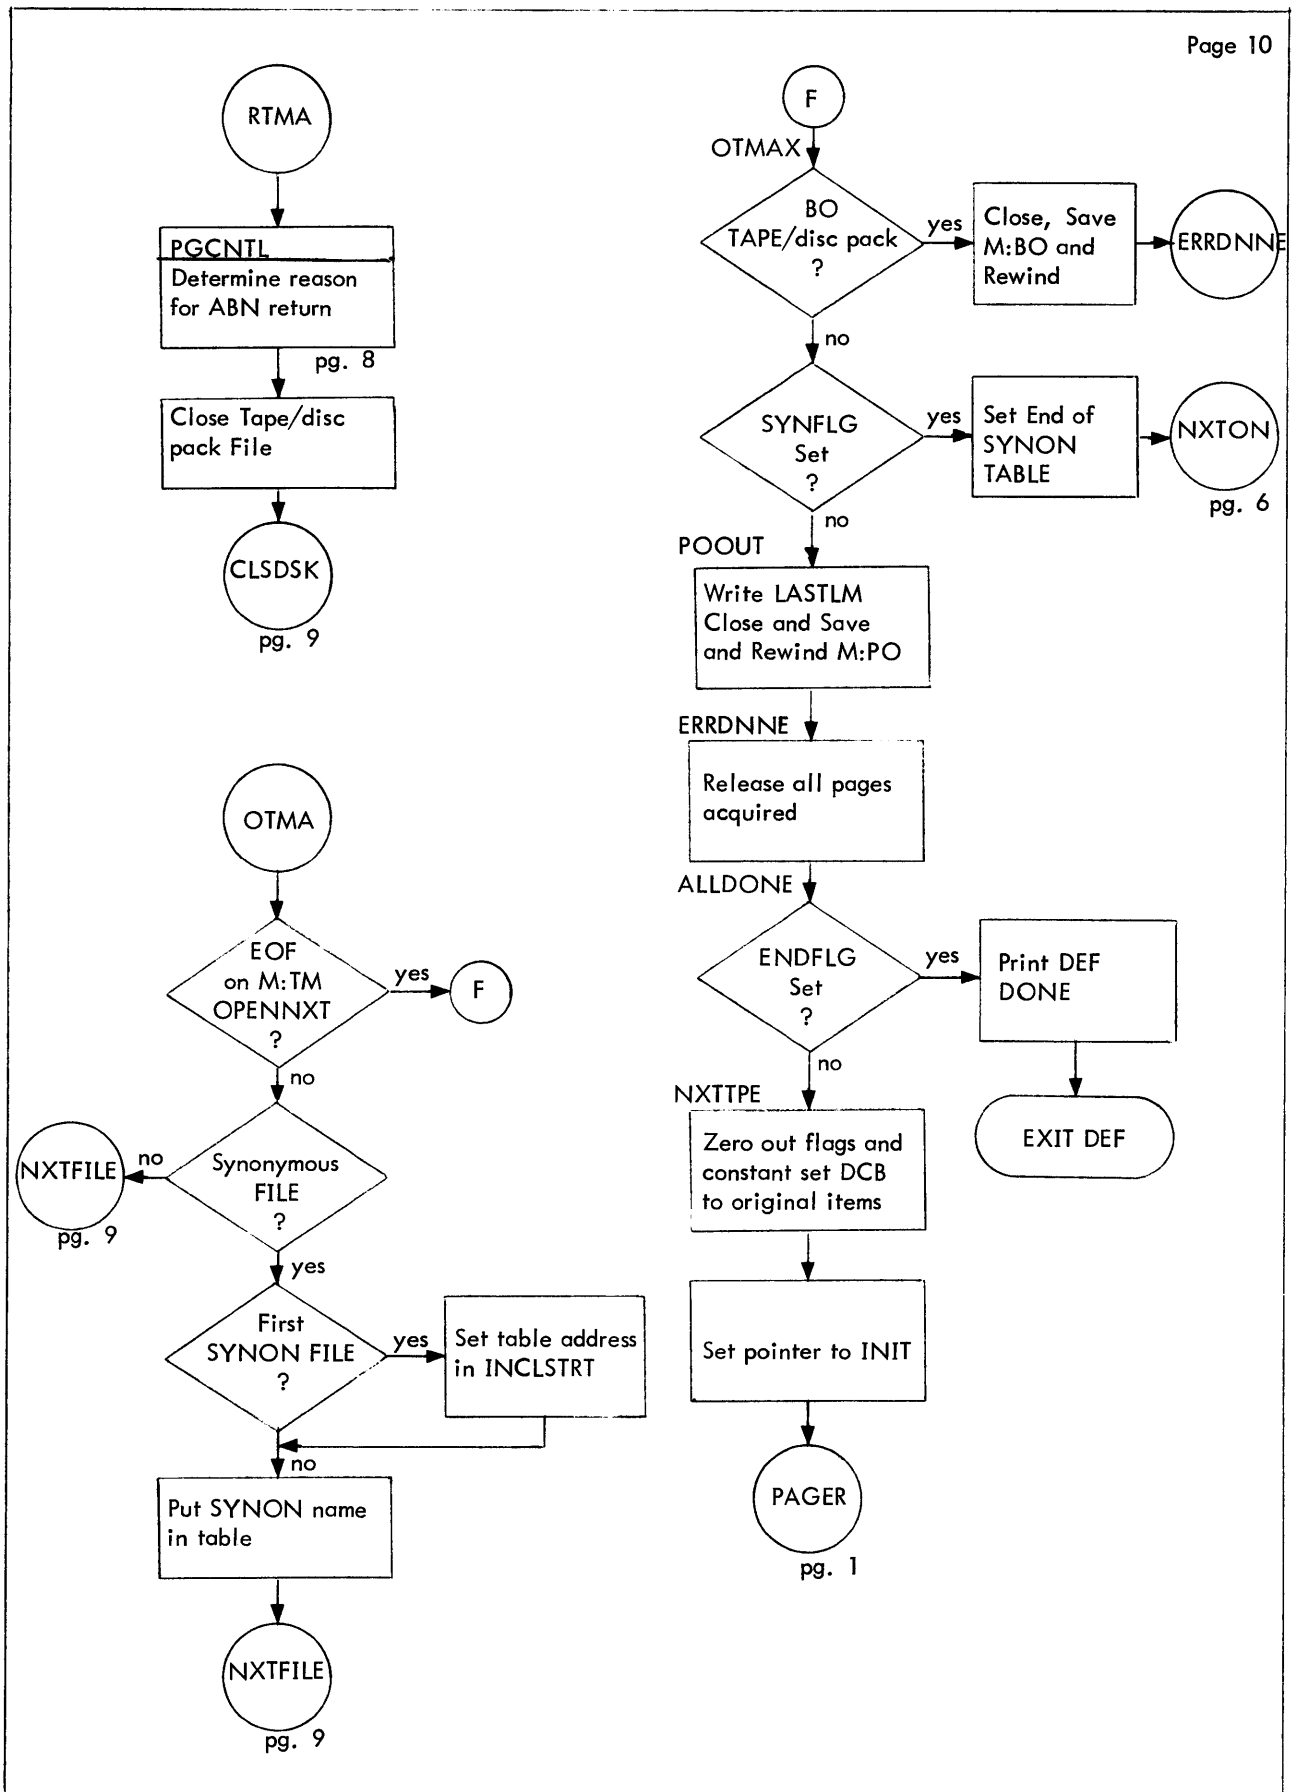 Page 10
RTMA
PGCNTL
Determine reason
for ABN return
pg. 8
Close Tape/disc
pack File
CLSDSK
pg. 9
OTMA
EOF
on M:TM
OPENNXT
?
yes
F
no
Synonymous
FILE
?
no
NXTFILE
pg. 9
yes
First
SYNON FILE
?
yes
Set table address
in INCLSTRT
no
Put SYNON name
in table
NXTFILE
pg. 9
F
OTMAX
BO
TAPE/disc pack
?
yes
Close, Save
M:BO and
Rewind
ERRDNNE
no
SYNFLG
Set
?
yes
Set End of
SYNON
TABLE
NXTON
pg. 6
no
POOUT
Write LASTLM
Close and Save
and Rewind M:PO
ERRDNNE
Release all pages
acquired
ALLDONE
ENDFLG
Set
?
yes
Print DEF
DONE
EXIT DEF
no
NXTTPE
Zero out flags and
constant set DCB
to original items
Set pointer to INIT
PAGER
pg. 1